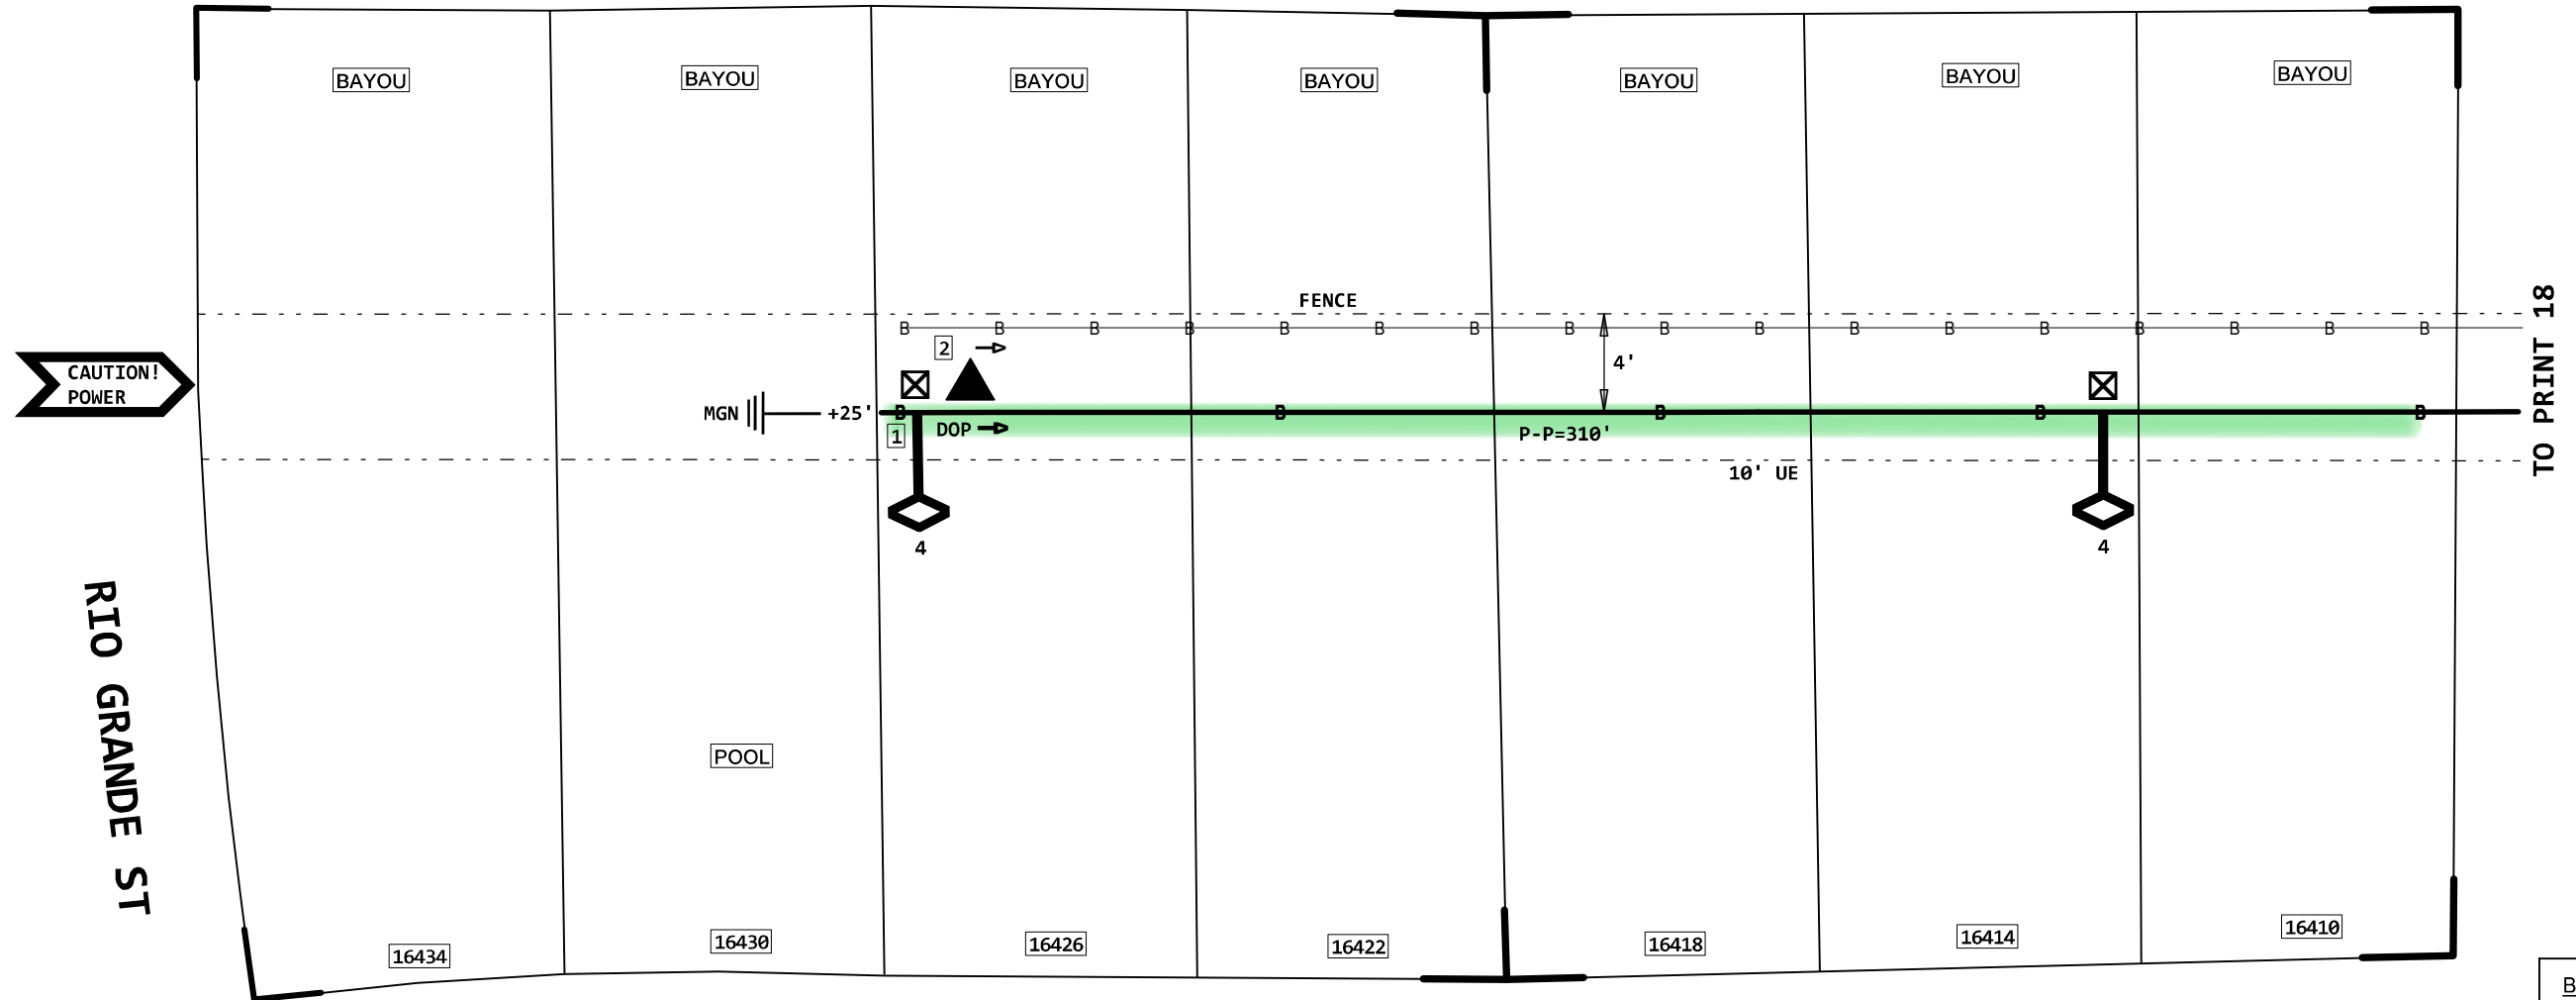 BAYOU
BAYOU
BAYOU
BAYOU
BAYOU
BAYOU
BAYOU
FENCE
B B B B B B B B B B B B B B B B B
2
4'
CAUTION!
POWER
TO PRINT 18
MGN
+25'
B B B B B
1
DOP
P-P=310'
10' UE
4
4
RIO GRANDE ST
POOL
16434
16430
16426
16422
16418
16414
16410
B